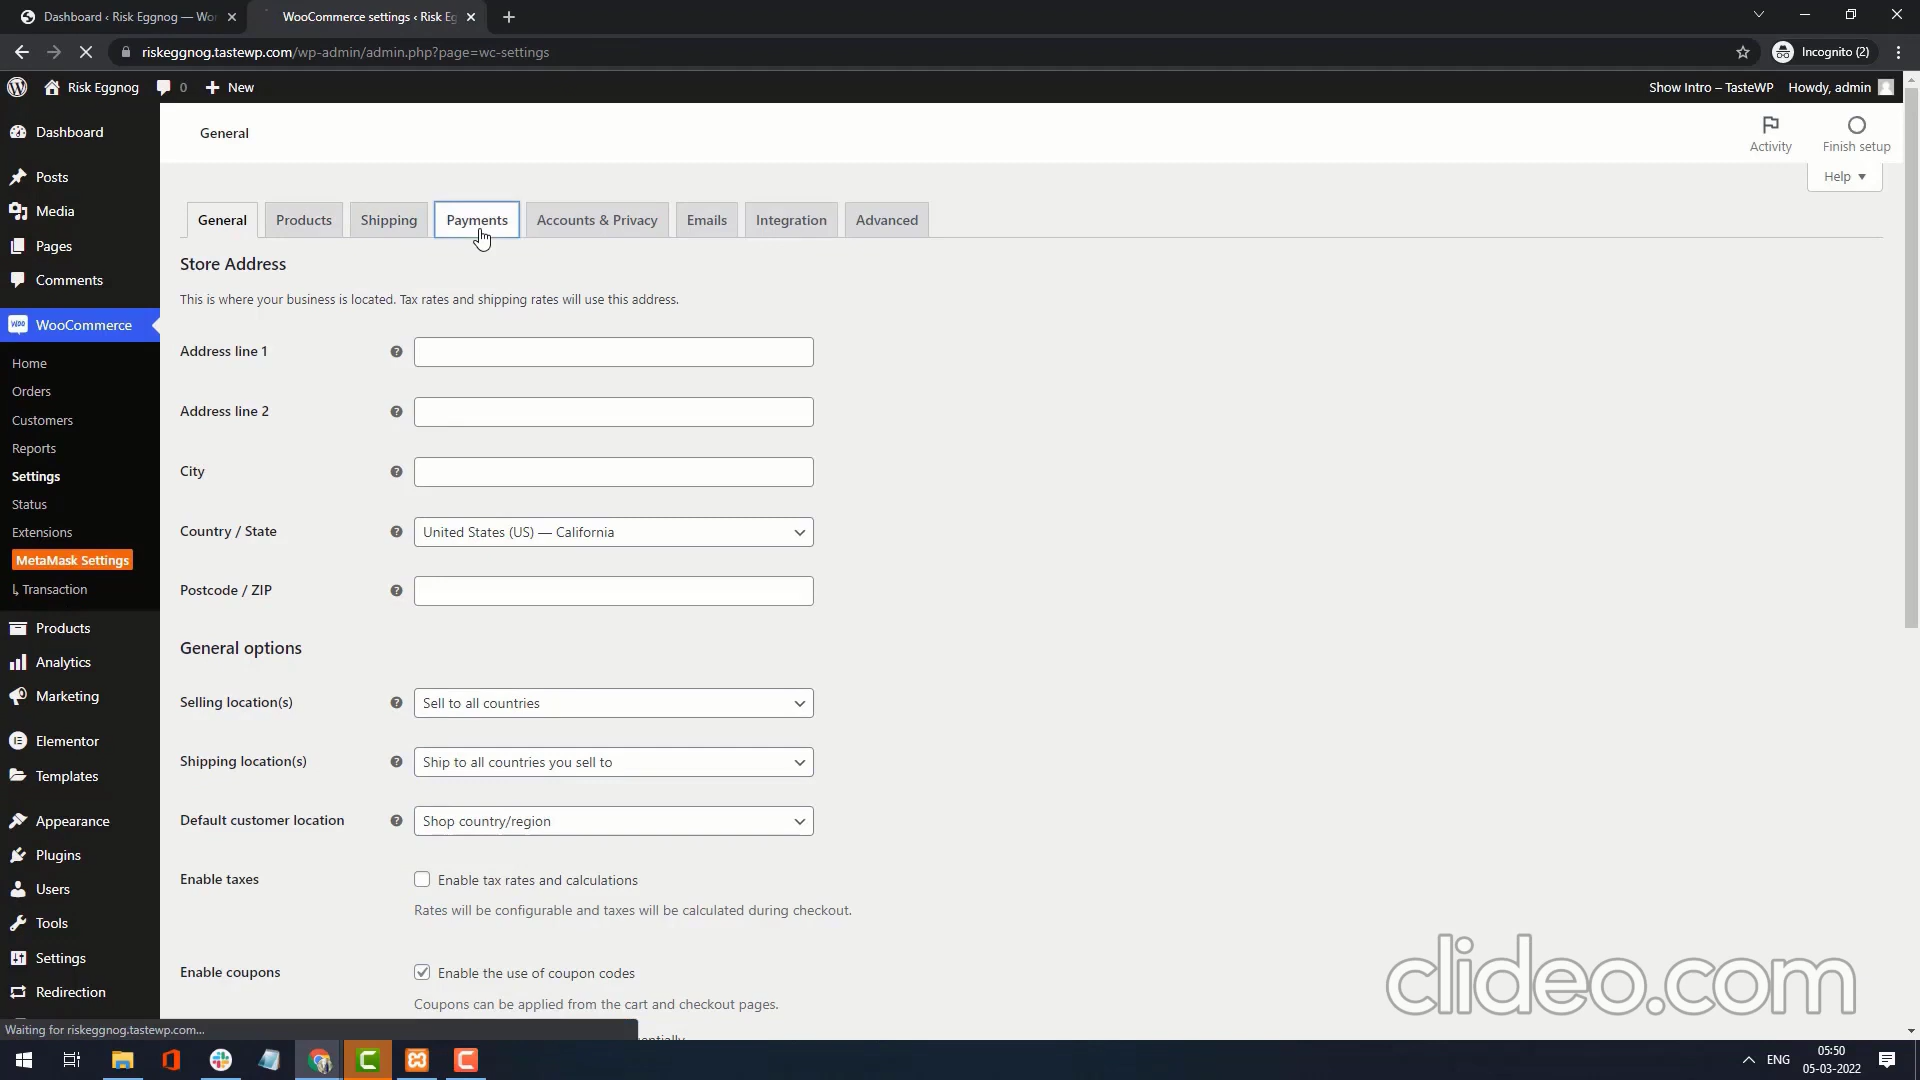 Dashboard ‹ Risk Eggnog — Wor
WooCommerce settings ‹ Risk Eg
riskeggnog.tastewp.com/wp-admin/admin.php?page=wc-settings
Incognito (2)
Risk Eggnog
0
New
Show Intro – TasteWP
Howdy, admin
Dashboard
Posts
Media
Pages
Comments
WooCommerce
Home
Orders
Customers
Reports
Settings
Status
Extensions
MetaMask Settings
↳ Transaction
Products
Analytics
Marketing
Elementor
Templates
Appearance
Plugins
Users
Tools
Settings
Redirection
General
Activity
Finish setup
Help
General
Products
Shipping
Payments
Accounts & Privacy
Emails
Integration
Advanced
Store Address
This is where your business is located. Tax rates and shipping rates will use this address.
Address line 1
Address line 2
City
Country / State
United States (US) — California
Postcode / ZIP
General options
Selling location(s)
Sell to all countries
Shipping location(s)
Ship to all countries you sell to
Default customer location
Shop country/region
Enable taxes
Enable tax rates and calculations
Rates will be configurable and taxes will be calculated during checkout.
Enable coupons
Enable the use of coupon codes
Coupons can be applied from the cart and checkout pages.
clideo.com
Waiting for riskeggnog.tastewp.com...
ENG
05:50
05-03-2022